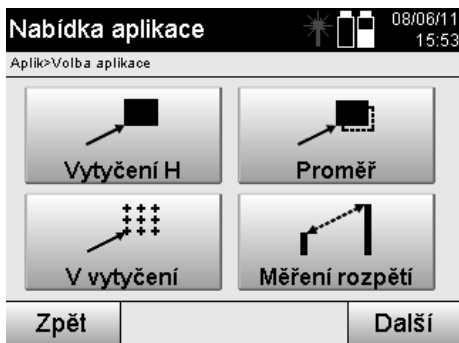 Nabídka aplikace
08/06/11
15:53
Aplik>Volba aplikace
Vytyčení H
Proměř
V vytyčení
Měření rozpětí
Zpět
Další